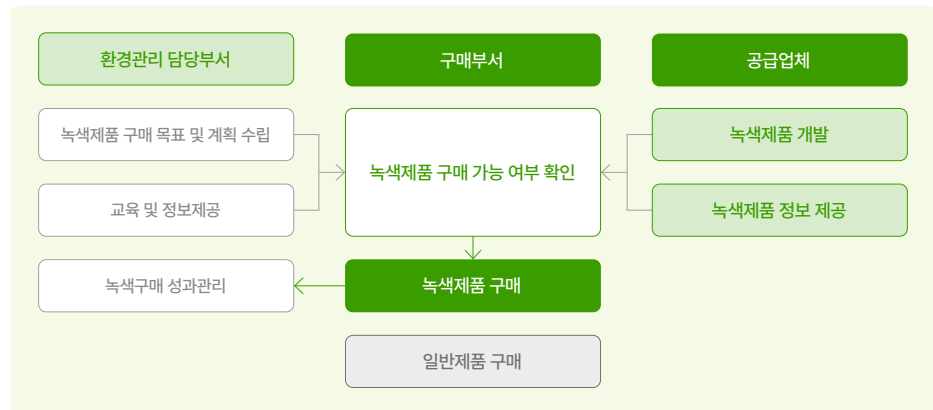 환경관리 담당부서
구매부서
공급업체
녹색제품 구매 목표 및 계획 수립
녹색제품 구매 가능 여부 확인
녹색제품 개발
교육 및 정보제공
녹색제품 정보 제공
녹색구매 성과관리
녹색제품 구매
일반제품 구매